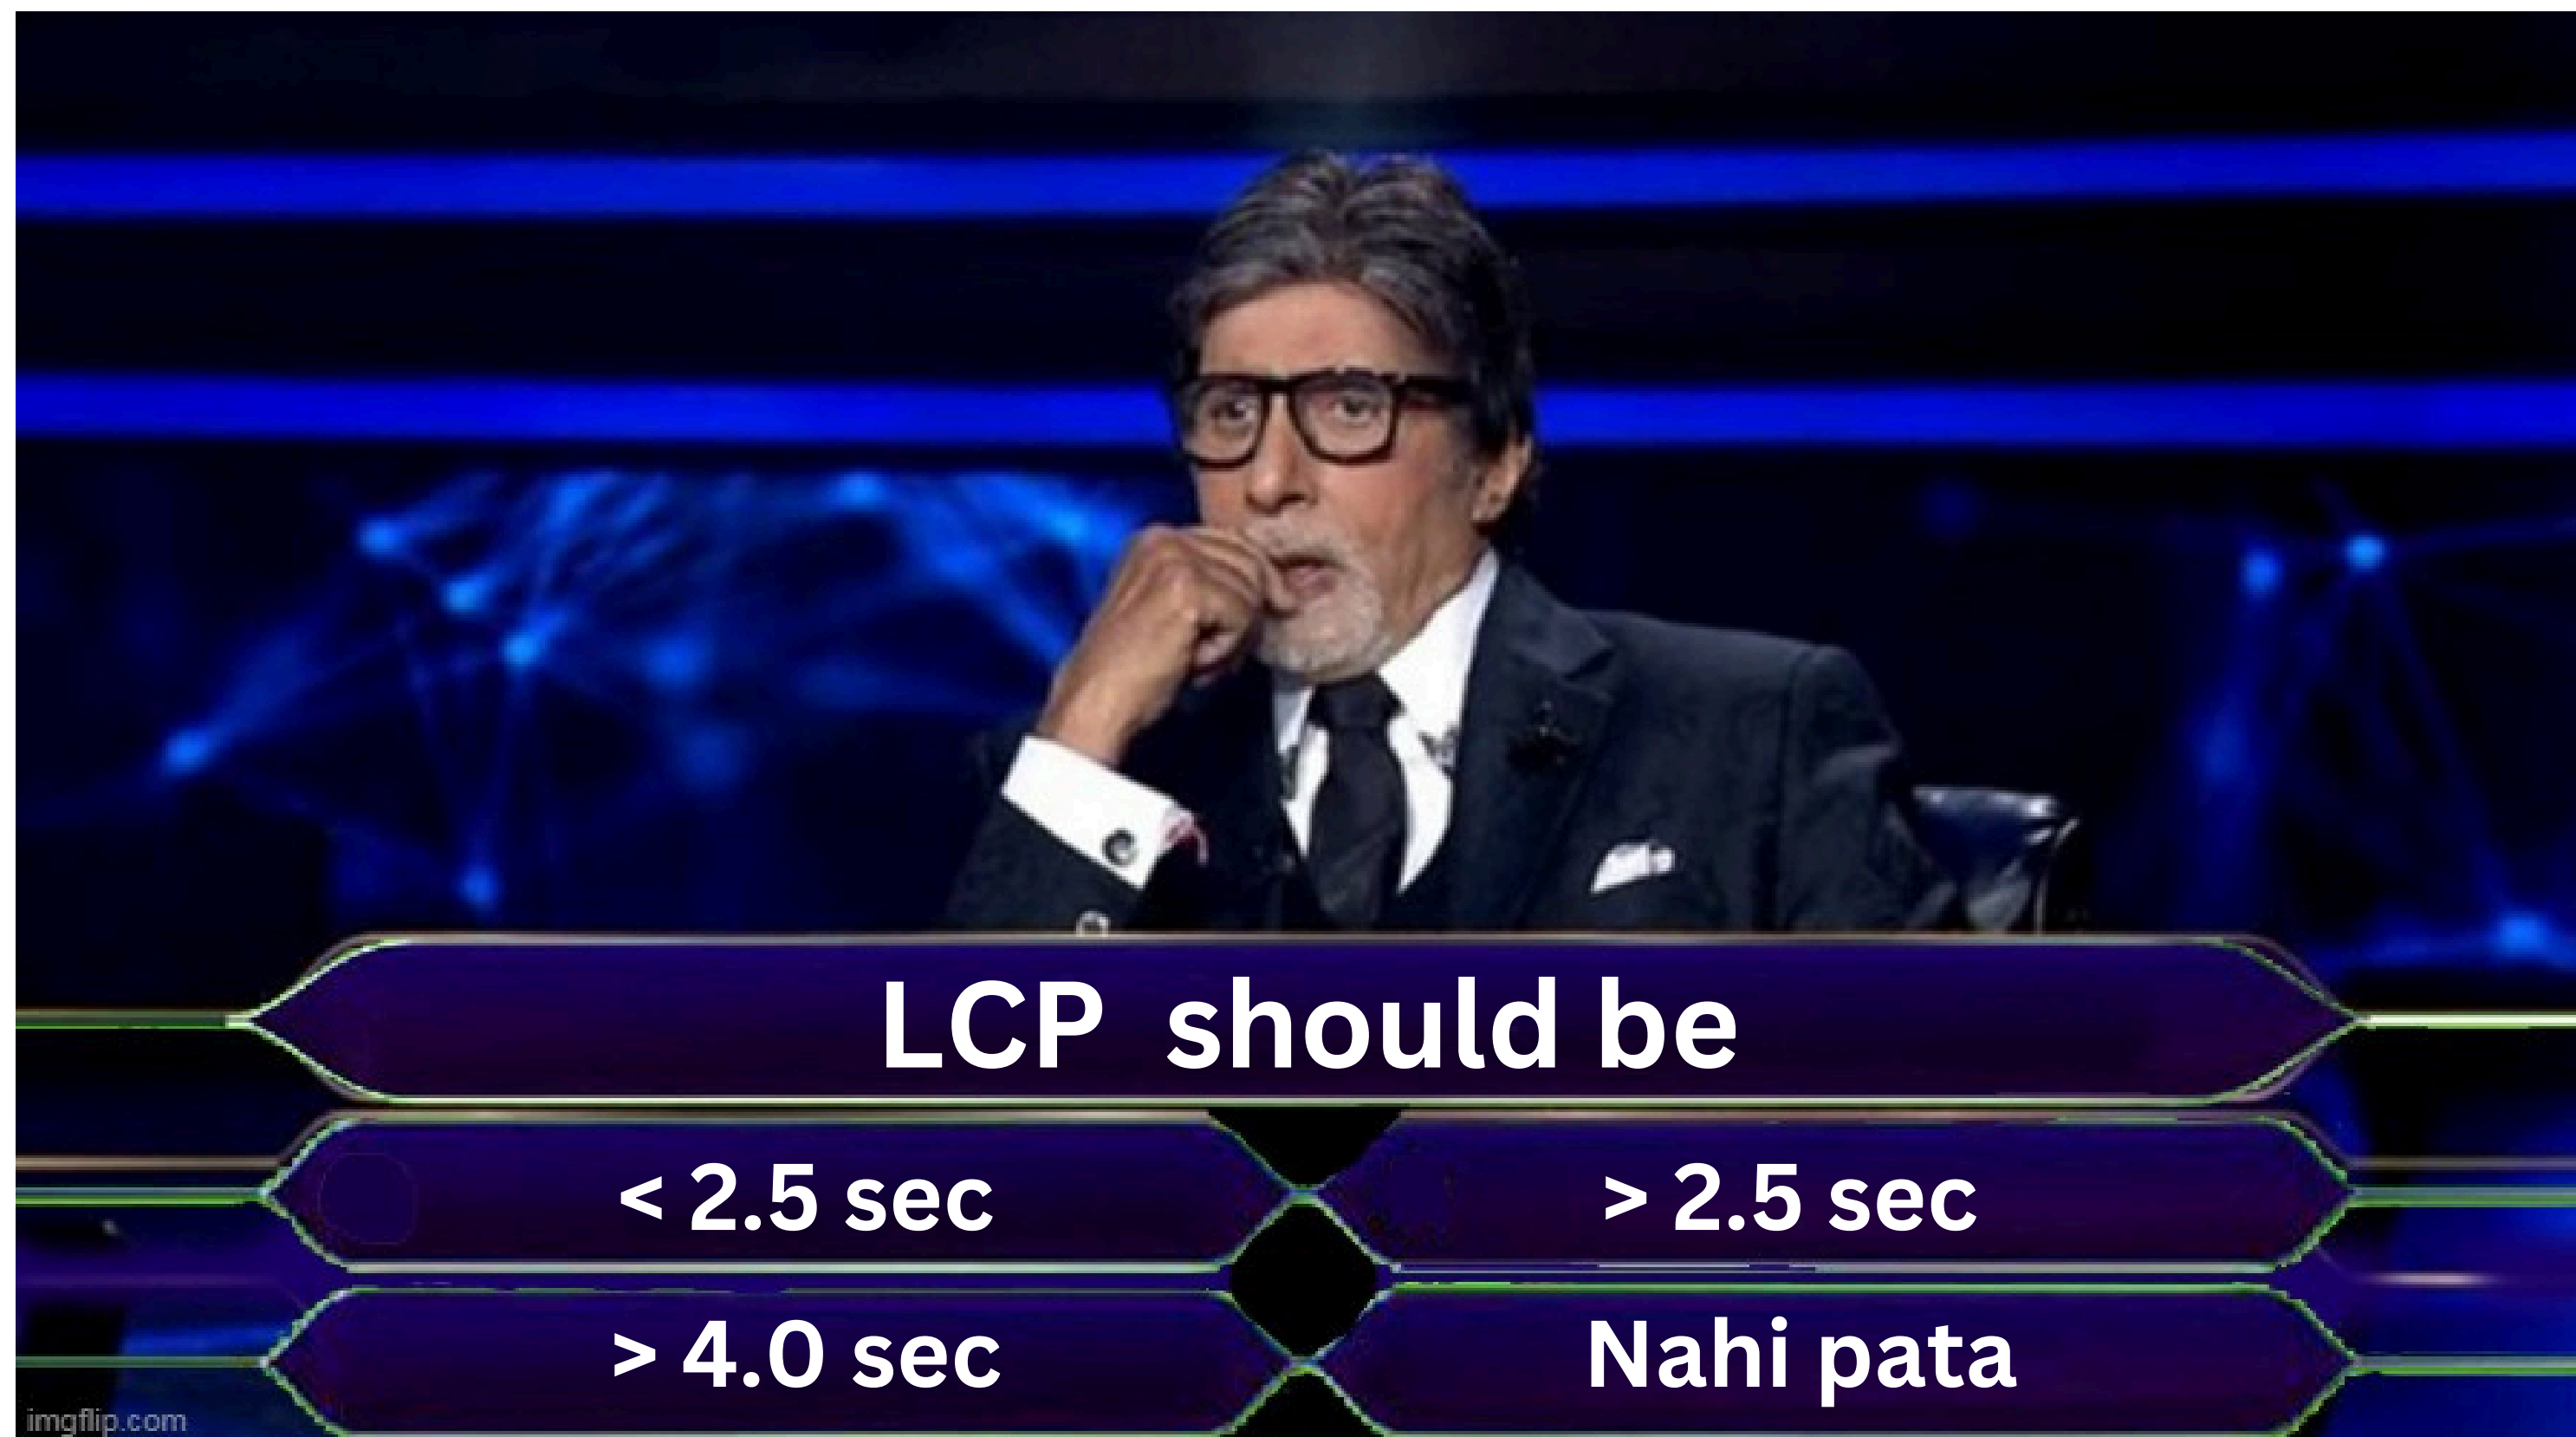 LCP should be
< 2.5 sec
> 2.5 sec
> 4.0 sec
Nahi pata
imgflip.com